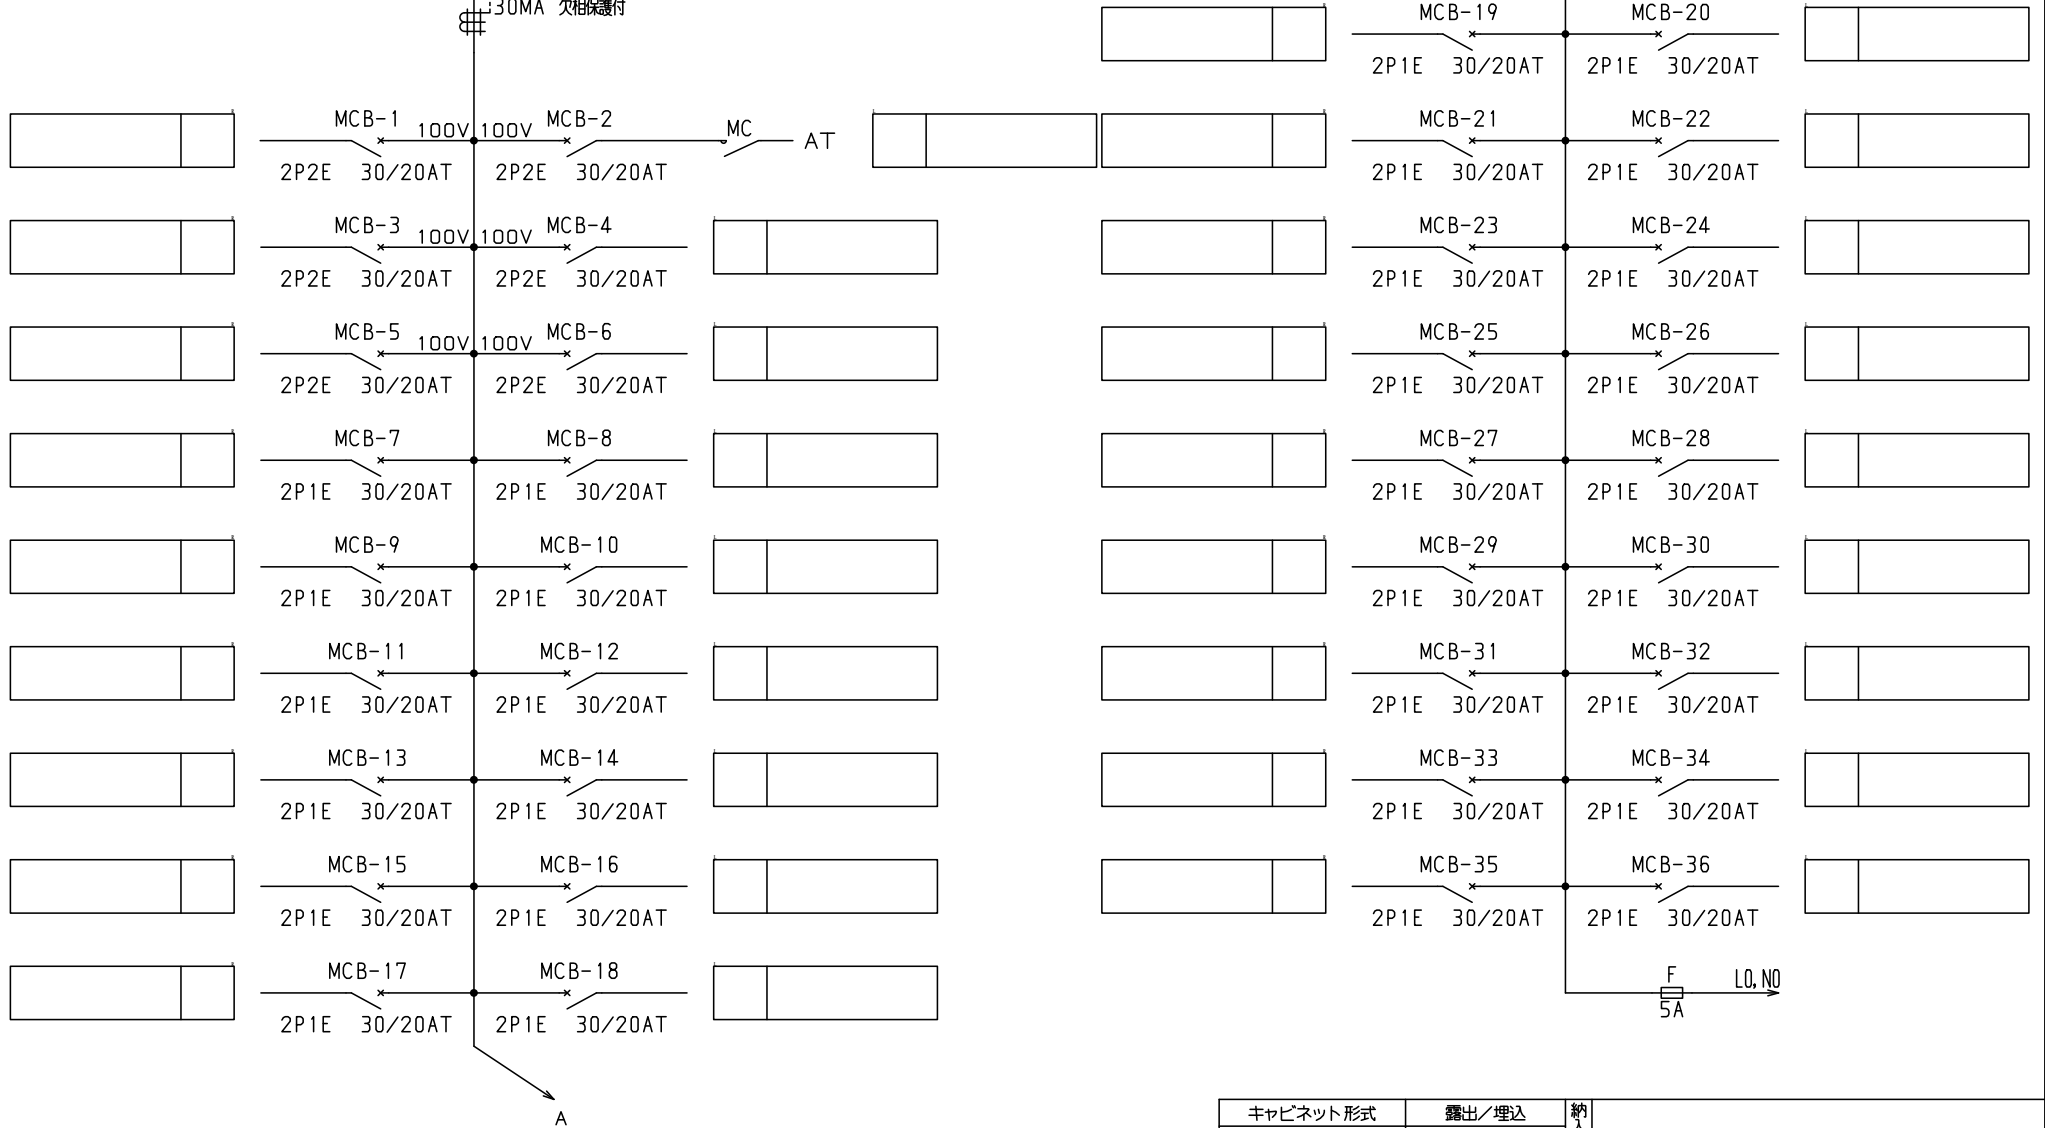 30MA 欠相保護付
MCB-1 100V 100V MCB-2 MC AT
2P2E 30/20AT 2P2E 30/20AT
MCB-3 100V 100V MCB-4
2P2E 30/20AT 2P2E 30/20AT
MCB-5 100V 100V MCB-6
2P2E 30/20AT 2P2E 30/20AT
MCB-7 MCB-8
2P1E 30/20AT 2P1E 30/20AT
MCB-9 MCB-10
2P1E 30/20AT 2P1E 30/20AT
MCB-11 MCB-12
2P1E 30/20AT 2P1E 30/20AT
MCB-13 MCB-14
2P1E 30/20AT 2P1E 30/20AT
MCB-15 MCB-16
2P1E 30/20AT 2P1E 30/20AT
MCB-17 MCB-18
2P1E 30/20AT 2P1E 30/20AT
A
MCB-19 MCB-20
2P1E 30/20AT 2P1E 30/20AT
MCB-21 MCB-22
2P1E 30/20AT 2P1E 30/20AT
MCB-23 MCB-24
2P1E 30/20AT 2P1E 30/20AT
MCB-25 MCB-26
2P1E 30/20AT 2P1E 30/20AT
MCB-27 MCB-28
2P1E 30/20AT 2P1E 30/20AT
MCB-29 MCB-30
2P1E 30/20AT 2P1E 30/20AT
MCB-31 MCB-32
2P1E 30/20AT 2P1E 30/20AT
MCB-33 MCB-34
2P1E 30/20AT 2P1E 30/20AT
MCB-35 MCB-36
2P1E 30/20AT 2P1E 30/20AT
F L0,N0
5A
キャビネット形式 露出/埋込 納